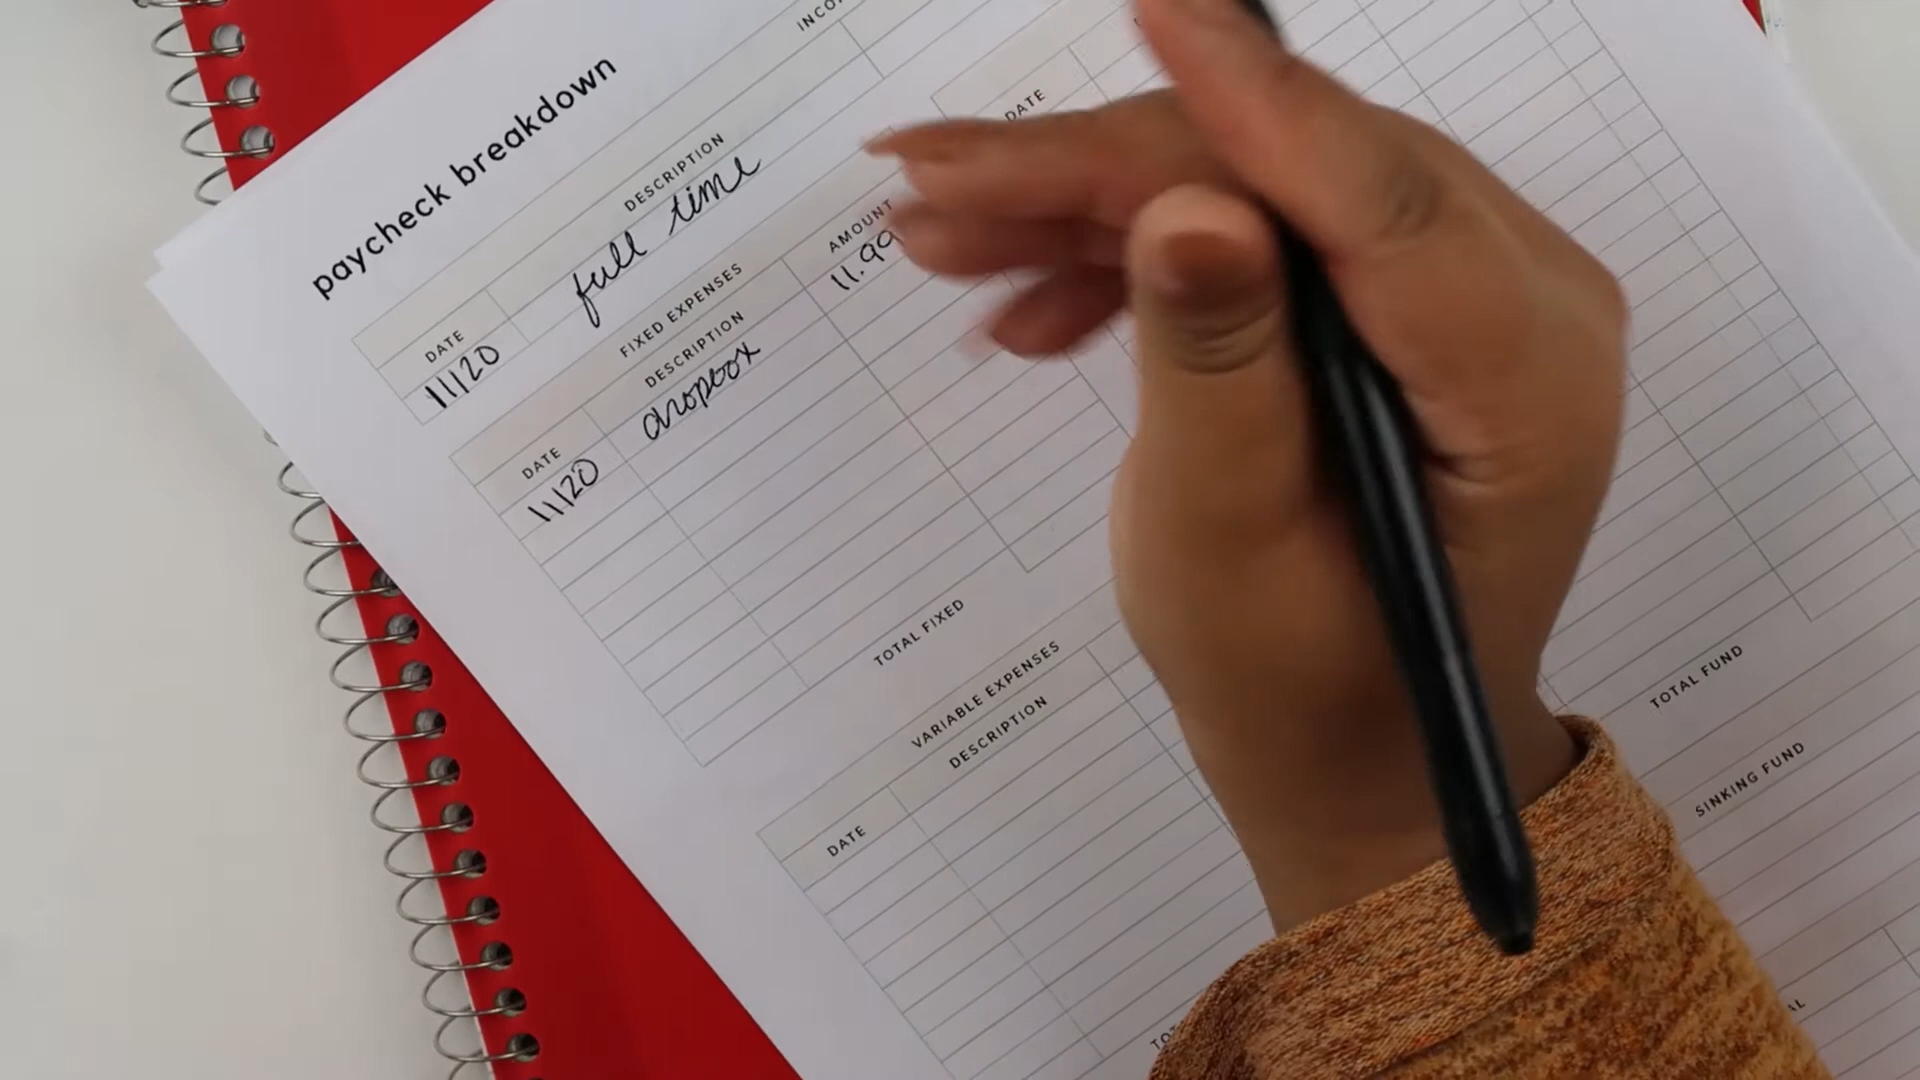 paycheck breakdown
DATE DESCRIPTION
11/20 full time
FIXED EXPENSES
DATE DESCRIPTION AMOUNT
11/20 dropbox 11.99
TOTAL FIXED
VARIABLE EXPENSES
DATE DESCRIPTION
DATE
TOTAL FUND
SINKING FUND